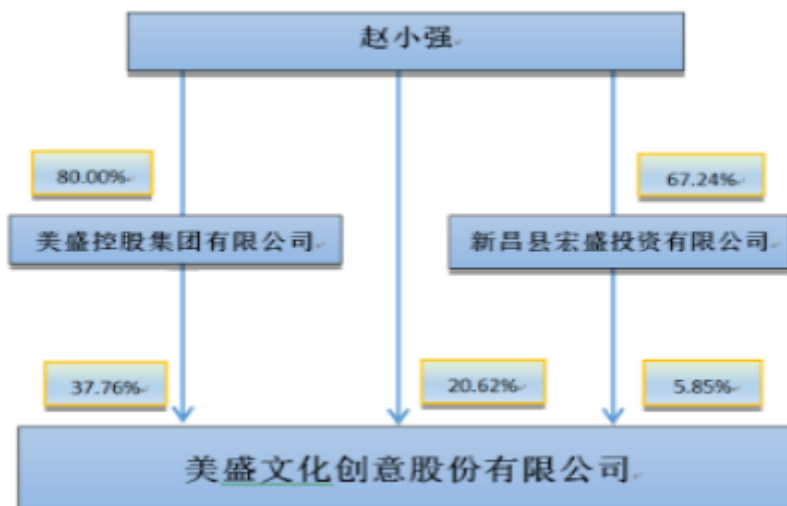 赵小强
80.00%
67.24%
美盛控股集团有限公司
新昌县宏盛投资有限公司
37.76%
20.62%
5.85%
美盛文化创意股份有限公司